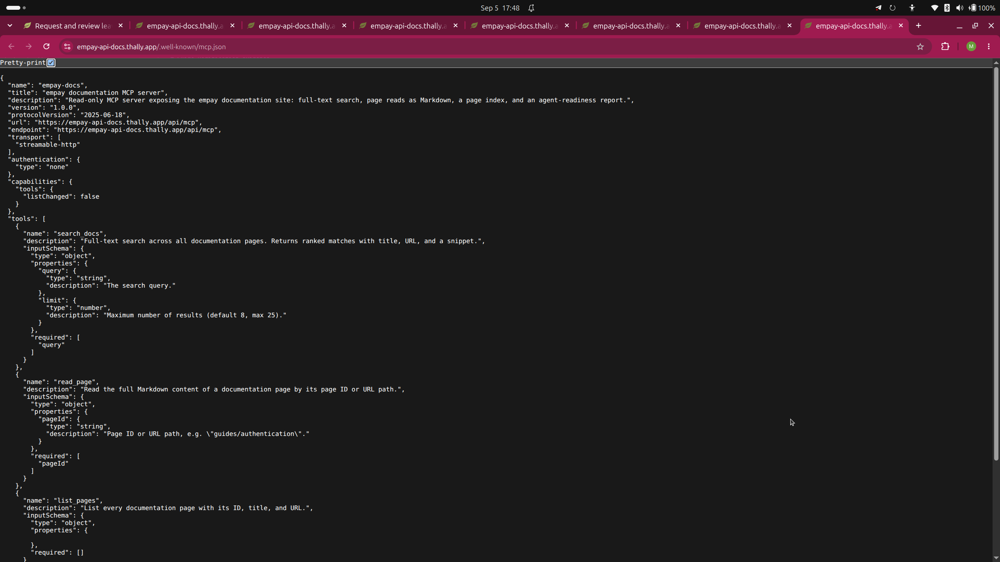 Sep 5 17:48
100%
Request and review lea
empay-api-docs.thally.a
empay-api-docs.thally.a
empay-api-docs.thally.a
empay-api-docs.thally.a
empay-api-docs.thally.a
empay-api-docs.thally.a
empay-api-docs.thally.a
empay-api-docs.thally.app/.well-known/mcp.json
M
Pretty-print
{
  "name": "empay-docs",
  "title": "empay documentation MCP server",
  "description": "Read-only MCP server exposing the empay documentation site: full-text search, page reads as Markdown, a page index, and an agent-readiness report.",
  "version": "1.0.0",
  "protocolVersion": "2025-06-18",
  "url": "https://empay-api-docs.thally.app/api/mcp",
  "endpoint": "https://empay-api-docs.thally.app/api/mcp",
  "transport": [
    "streamable-http"
  ],
  "authentication": {
    "type": "none"
  },
  "capabilities": {
    "tools": {
      "listChanged": false
    }
  },
  "tools": [
    {
      "name": "search_docs",
      "description": "Full-text search across all documentation pages. Returns ranked matches with title, URL, and a snippet.",
      "inputSchema": {
        "type": "object",
        "properties": {
          "query": {
            "type": "string",
            "description": "The search query."
          },
          "limit": {
            "type": "number",
            "description": "Maximum number of results (default 8, max 25)."
          }
        },
        "required": [
          "query"
        ]
      }
    },
    {
      "name": "read_page",
      "description": "Read the full Markdown content of a documentation page by its page ID or URL path.",
      "inputSchema": {
        "type": "object",
        "properties": {
          "pageId": {
            "type": "string",
            "description": "Page ID or URL path, e.g. \"guides/authentication\"."
          }
        },
        "required": [
          "pageId"
        ]
      }
    },
    {
      "name": "list_pages",
      "description": "List every documentation page with its ID, title, and URL.",
      "inputSchema": {
        "type": "object",
        "properties": {
        },
        "required": []
      }